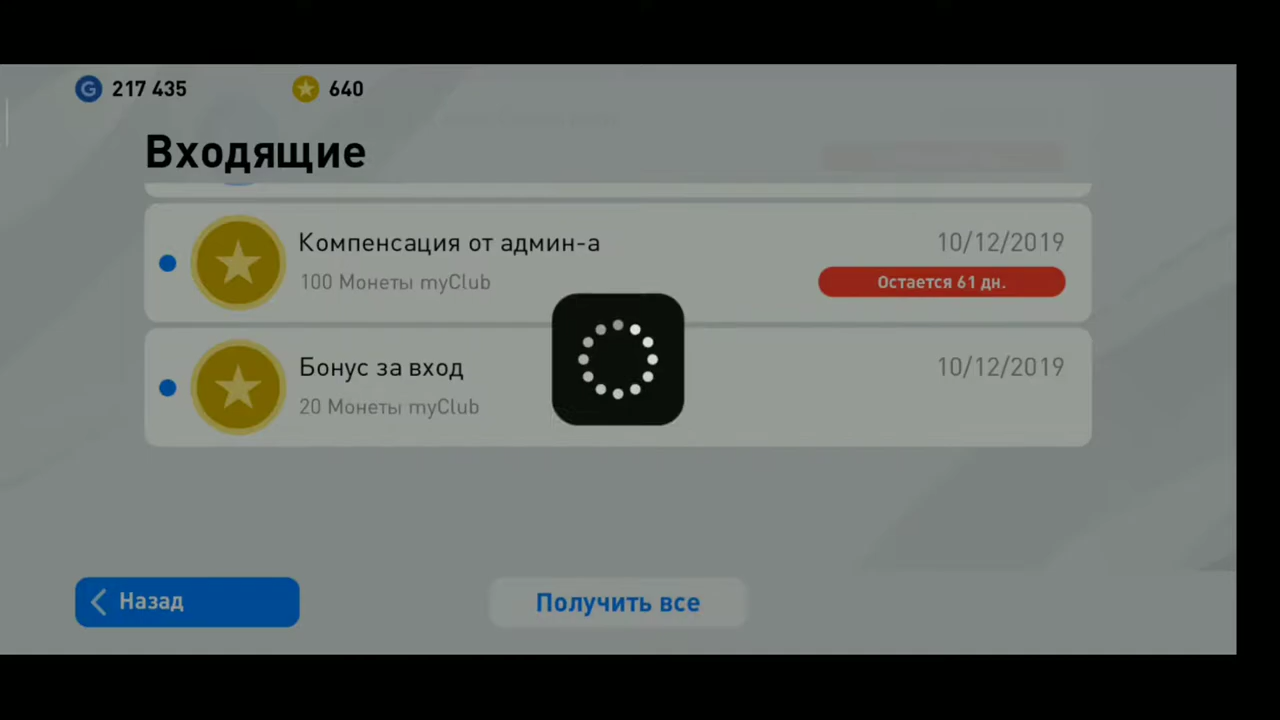 G 217 435 640
Входящие
Компенсация от админ-а 10/12/2019
100 Монеты myClub Остается 61 дн.
Бонус за вход 10/12/2019
20 Монеты myClub
Назад Получить все